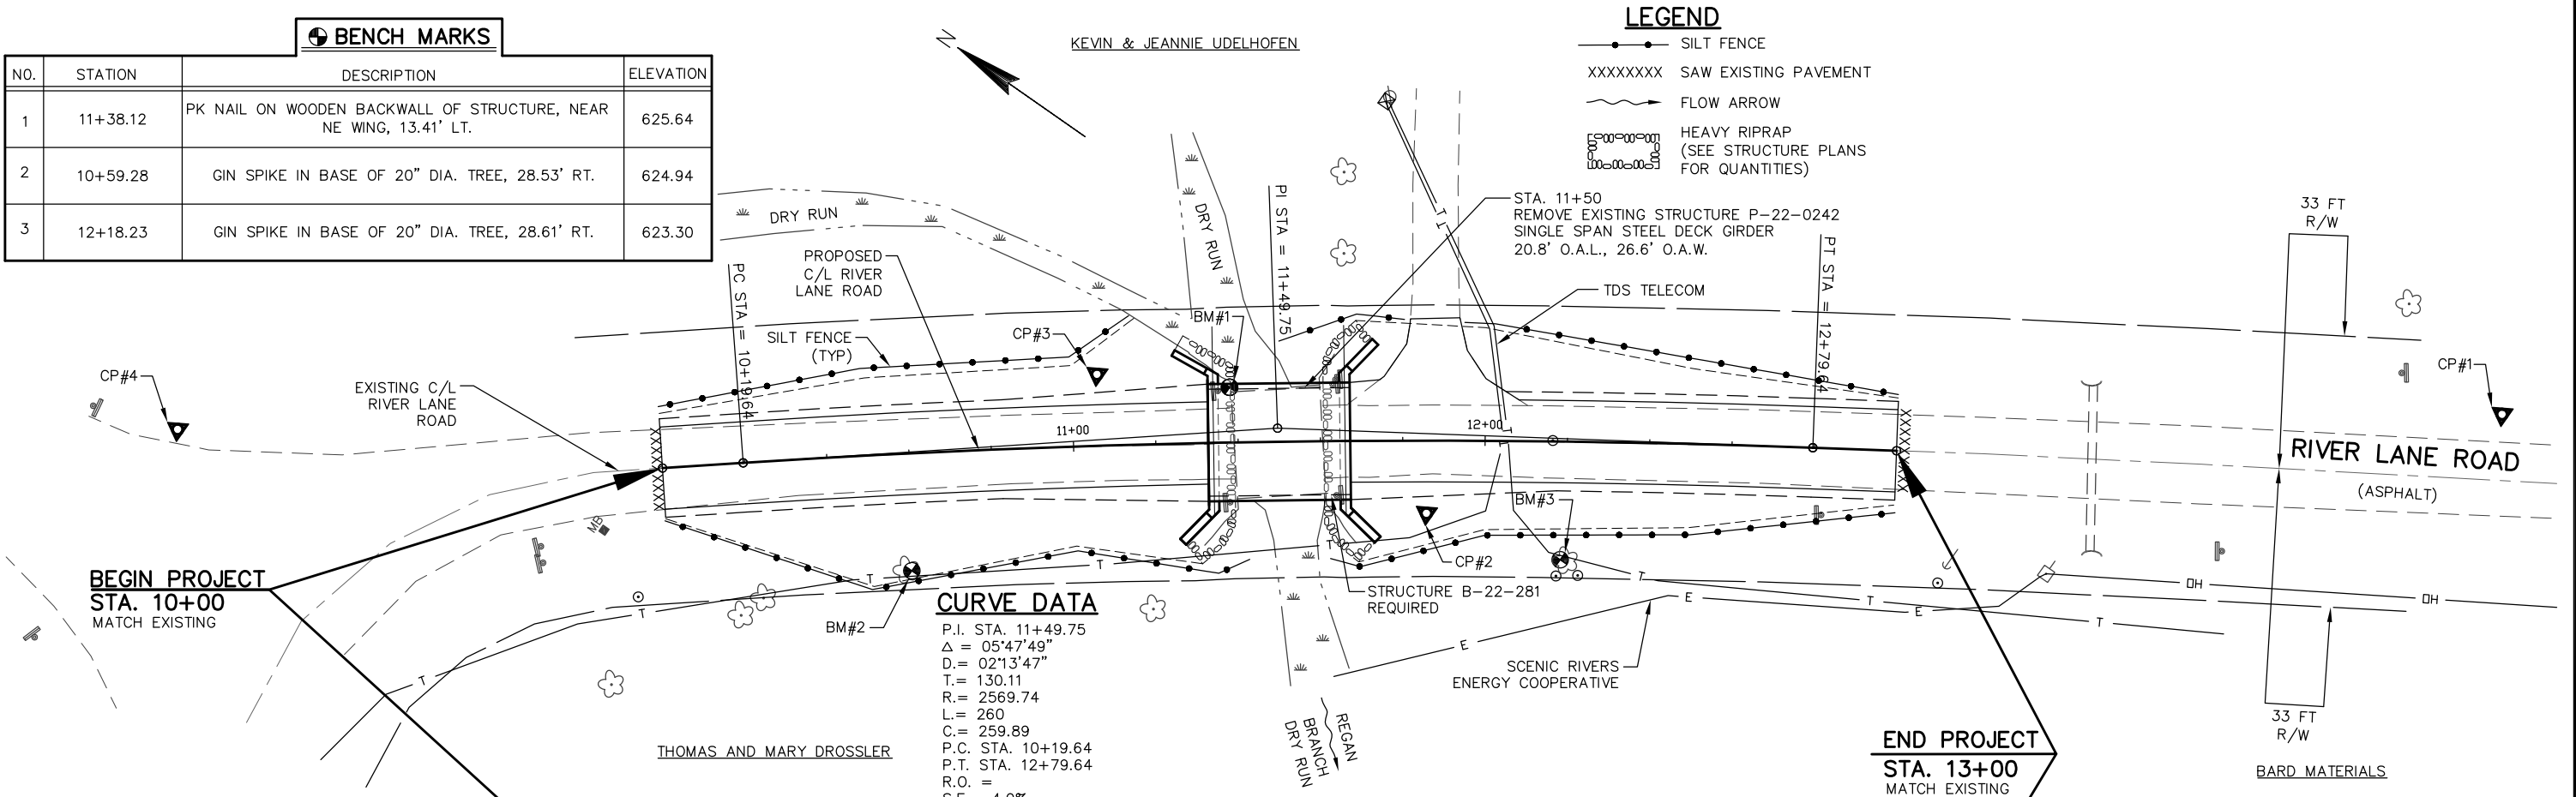 BENCH MARKS
NO. STATION DESCRIPTION ELEVATION
1 11+38.12 PK NAIL ON WOODEN BACKWALL OF STRUCTURE, NEAR
NE WING, 13.41' LT. 625.64
2 10+59.28 GIN SPIKE IN BASE OF 20" DIA. TREE, 28.53' RT. 624.94
3 12+18.23 GIN SPIKE IN BASE OF 20" DIA. TREE, 28.61' RT. 623.30
N
KEVIN & JEANNIE UDELHOFEN
LEGEND
SILT FENCE
XXXXXXXX SAW EXISTING PAVEMENT
FLOW ARROW
HEAVY RIPRAP
(SEE STRUCTURE PLANS
FOR QUANTITIES)
STA. 11+50
REMOVE EXISTING STRUCTURE P-22-0242
SINGLE SPAN STEEL DECK GIRDER
20.8' O.A.L., 26.6' O.A.W.
33 FT
R/W
DRY RUN
DRY RUN
PI STA = 11+49.75
PT STA = 12+79.64
PC STA = 10+19.64
PROPOSED
C/L RIVER
LANE ROAD
TDS TELECOM
T
BM#1
CP#3
SILT FENCE
(TYP)
CP#4
EXISTING C/L
RIVER LANE
ROAD
CP#1
11+00
12+00
XXXXXX
XXXXXX
RIVER LANE ROAD
(ASPHALT)
MB
BM#3
CP#2
BEGIN PROJECT
STA. 10+00
MATCH EXISTING
BM#2
STRUCTURE B-22-281
REQUIRED
T
T
T
T
T
T
T
T
E
E
E
OH
OH
SCENIC RIVERS
ENERGY COOPERATIVE
CURVE DATA
P.I. STA. 11+49.75
Δ = 05°47'49"
D.= 02°13'47"
T.= 130.11
R.= 2569.74
L.= 260
C.= 259.89
P.C. STA. 10+19.64
P.T. STA. 12+79.64
R.O. =
THOMAS AND MARY DROSSLER
REGAN
BRANCH
DRY RUN
END PROJECT
STA. 13+00
MATCH EXISTING
33 FT
R/W
BARD MATERIALS